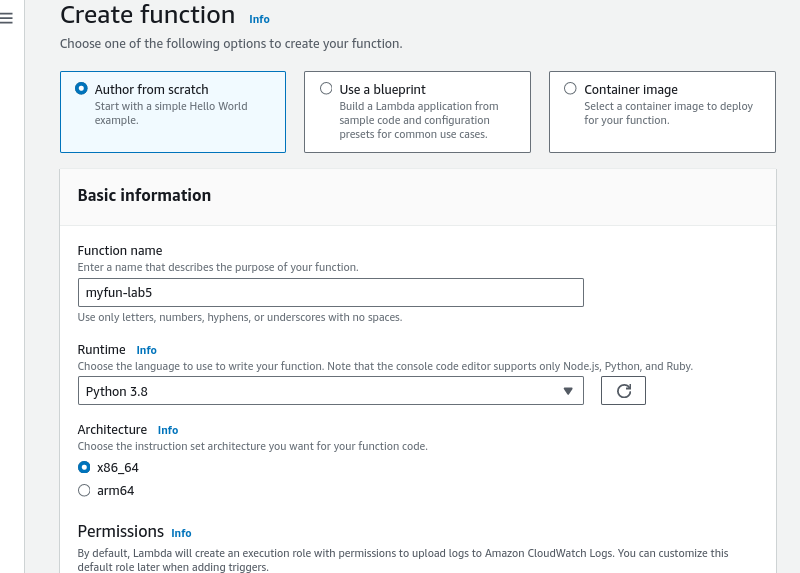 Create function Info
Choose one of the following options to create your function.
Author from scratch
Start with a simple Hello World
example.
Use a blueprint
Build a Lambda application from
sample code and configuration
presets for common use cases.
Container image
Select a container image to deploy
for your function.
Basic information
Function name
Enter a name that describes the purpose of your function.
myfun-lab5
Use only letters, numbers, hyphens, or underscores with no spaces.
Runtime Info
Choose the language to use to write your function. Note that the console code editor supports only Node.js, Python, and Ruby.
Python 3.8
Architecture Info
Choose the instruction set architecture you want for your function code.
x86_64
arm64
Permissions Info
By default, Lambda will create an execution role with permissions to upload logs to Amazon CloudWatch Logs. You can customize this
default role later when adding triggers.